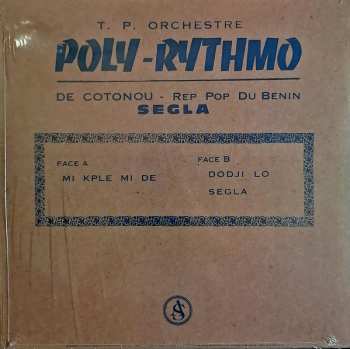 T. P. ORCHESTRE
POLY-RYTHMO
DE COTONOU - REP POP DU BENIN
SEGLA
FACE A
MI KPLE MI DE
FACE B
DODJI LO
SEGLA